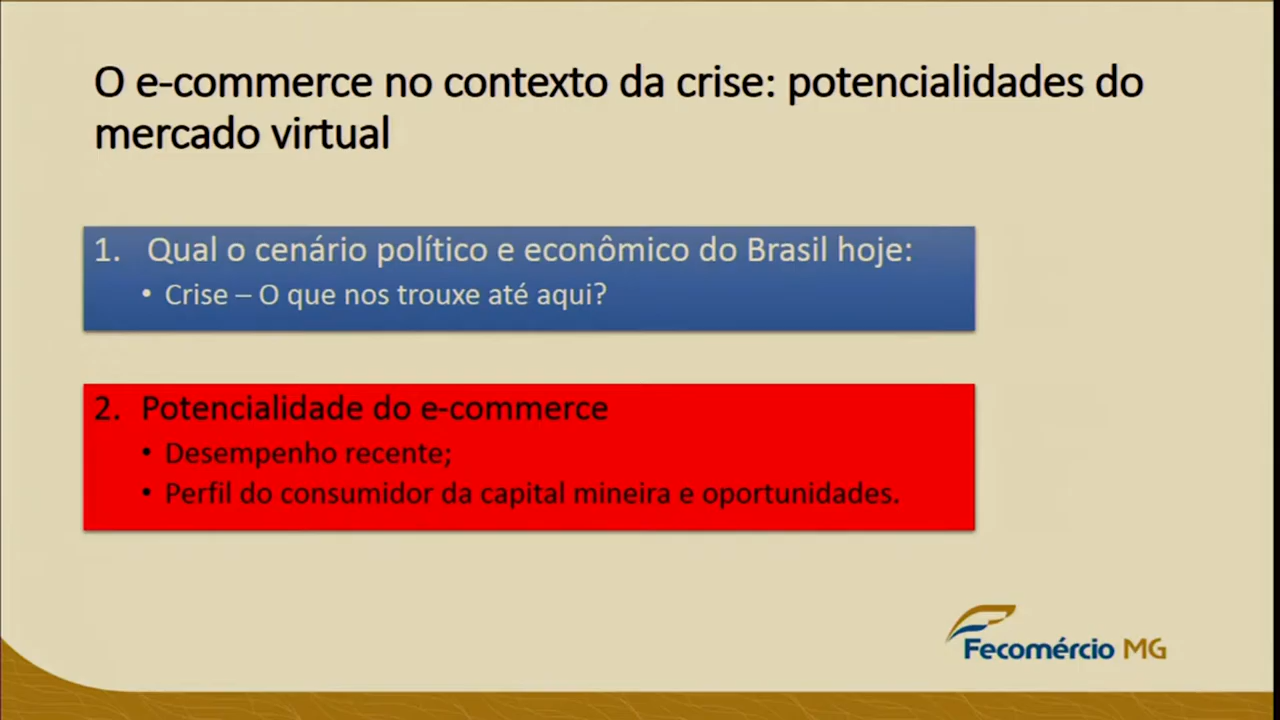 O e-commerce no contexto da crise: potencialidades do
mercado virtual
1. Qual o cenário político e econômico do Brasil hoje:
• Crise – O que nos trouxe até aqui?
2. Potencialidade do e-commerce
• Desempenho recente;
• Perfil do consumidor da capital mineira e oportunidades.
Fecomércio MG